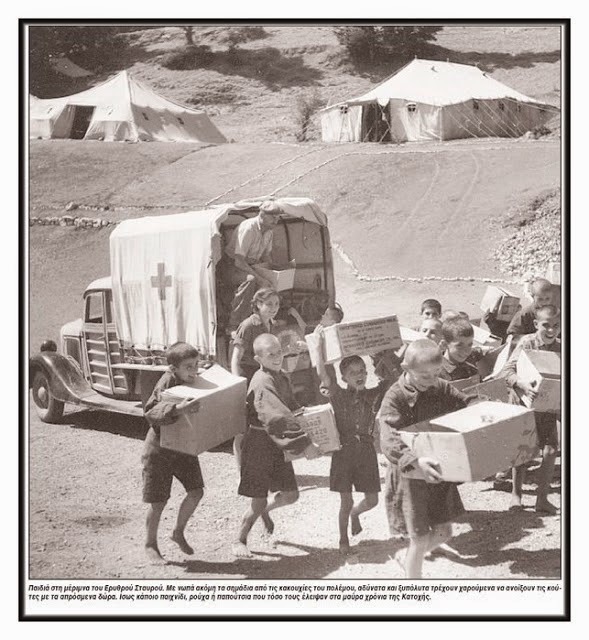 Παιδιά στη μέριμνα του Ερυθρού Σταυρού. Με νωπά ακόμη τα σημάδια από τις κακουχίες του πολέμου, αδύνατα και ξυπόλυτα τρέχουν χαρούμενα να ανοίξουν τις κού-
τες με τα απρόσμενα δώρα. Ισως κάποιο παιχνίδι, ρούχα ή παπούτσια που τόσο τους έλειψαν στα μαύρα χρόνια της Κατοχής.